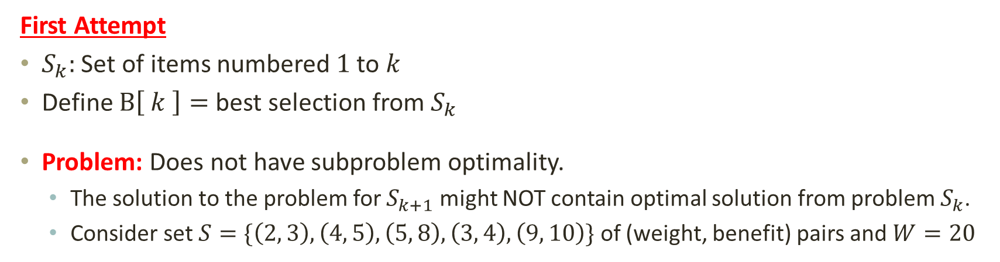 First Attempt
• S_k: Set of items numbered 1 to k
• Define B[ k ] = best selection from S_k
• Problem: Does not have subproblem optimality.
• The solution to the problem for S_{k+1} might NOT contain optimal solution from problem S_k.
• Consider set S = {(2, 3), (4, 5), (5, 8), (3, 4), (9, 10)} of (weight, benefit) pairs and W = 20